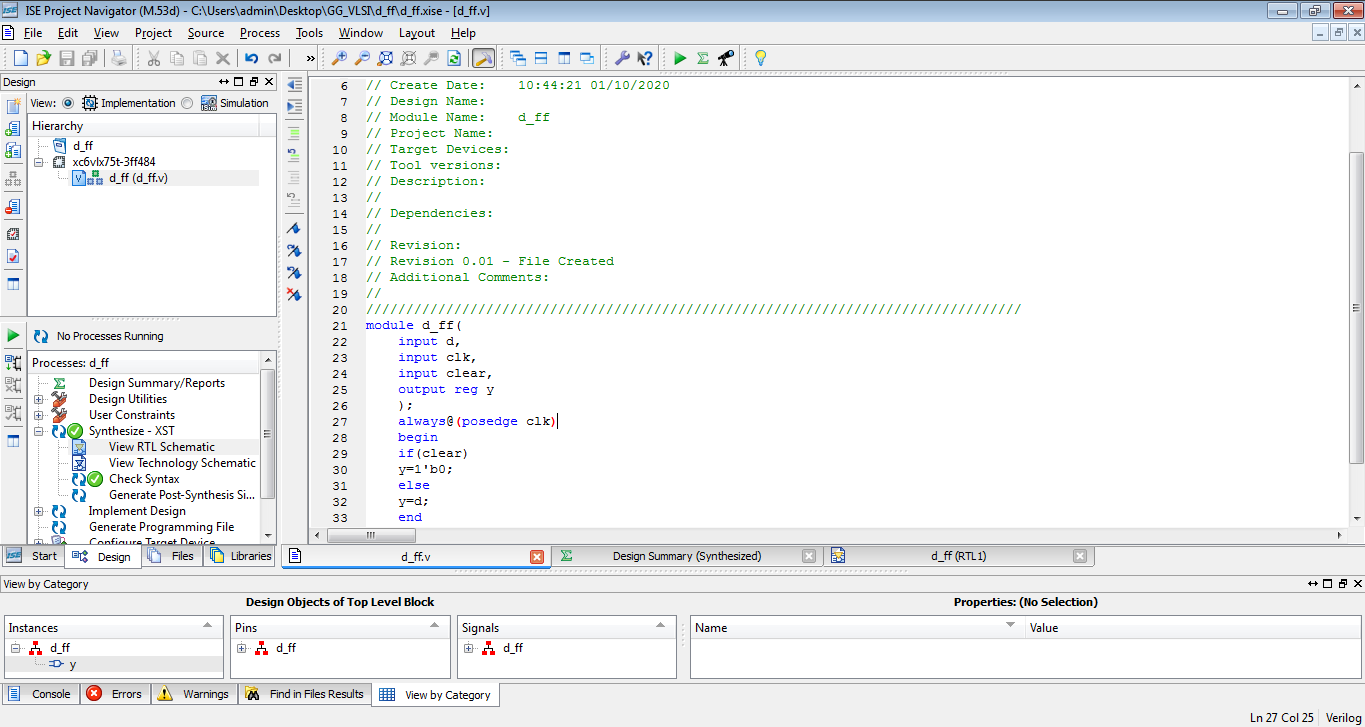 ISE Project Navigator (M.53d) - C:\Users\admin\Desktop\GG_VLSI\d_ff\d_ff.xise - [d_ff.v]
File Edit View Project Source Process Tools Window Layout Help
Design
View: Implementation Simulation
Hierarchy
d_ff
xc6vlx75t-3ff484
d_ff (d_ff.v)
No Processes Running
Processes: d_ff
Design Summary/Reports
Design Utilities
User Constraints
Synthesize - XST
View RTL Schematic
View Technology Schematic
Check Syntax
Generate Post-Synthesis Si...
Implement Design
Generate Programming File
Configure Target Device
Start Design Files Libraries
6 // Create Date: 10:44:21 01/10/2020
7 // Design Name:
8 // Module Name: d_ff
9 // Project Name:
10 // Target Devices:
11 // Tool versions:
12 // Description:
13 //
14 // Dependencies:
15 //
16 // Revision:
17 // Revision 0.01 - File Created
18 // Additional Comments:
19 //
20 //////////////////////////////////////////////////////////////////////////////////
21 module d_ff(
22 input d,
23 input clk,
24 input clear,
25 output reg y
26 );
27 always@(posedge clk)
28 begin
29 if(clear)
30 y=1'b0;
31 else
32 y=d;
33 end
d_ff.v Design Summary (Synthesized) d_ff (RTL1)
View by Category
Design Objects of Top Level Block
Properties: (No Selection)
Instances
d_ff
y
Pins
d_ff
Signals
d_ff
Name Value
Console Errors Warnings Find in Files Results View by Category
Ln 27 Col 25 Verilog